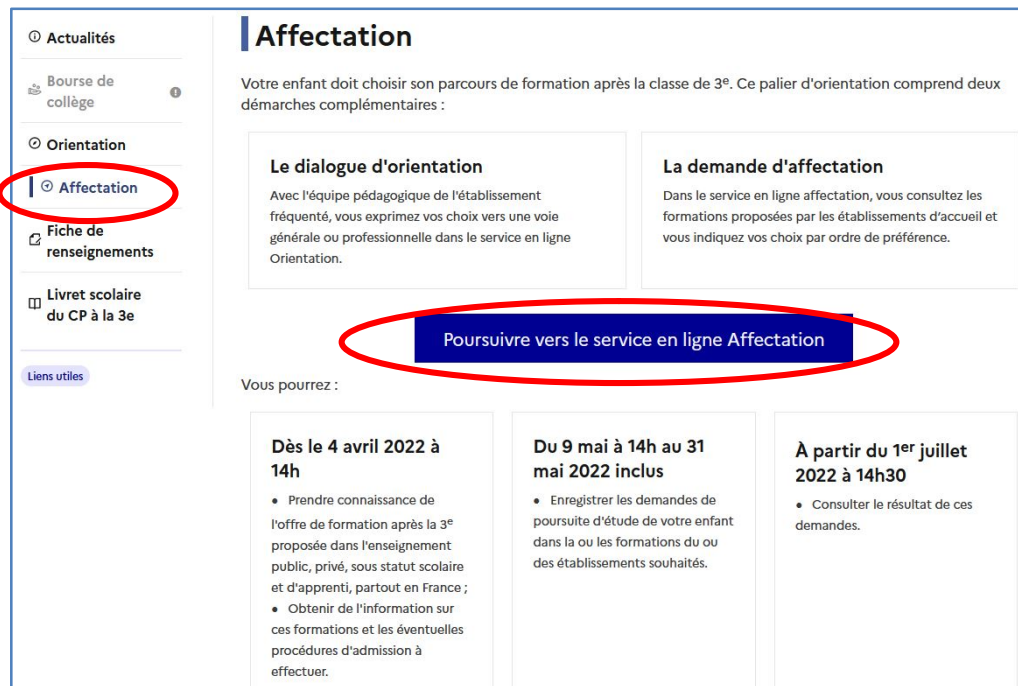 Actualités
Bourse de
collège
Orientation
Affectation
Fiche de
renseignements
Livret scolaire
du CP à la 3e
Liens utiles
Affectation
Votre enfant doit choisir son parcours de formation après la classe de 3e. Ce palier d'orientation comprend deux
démarches complémentaires :
Le dialogue d'orientation
Avec l'équipe pédagogique de l'établissement
fréquenté, vous exprimez vos choix vers une voie
générale ou professionnelle dans le service en ligne
Orientation.
La demande d'affectation
Dans le service en ligne affectation, vous consultez les
formations proposées par les établissements d'accueil et
vous indiquez vos choix par ordre de préférence.
Poursuivre vers le service en ligne Affectation
Vous pourrez :
Dès le 4 avril 2022 à
14h
• Prendre connaissance de
l'offre de formation après la 3e
proposée dans l'enseignement
public, privé, sous statut scolaire
et d'apprenti, partout en France ;
• Obtenir de l'information sur
ces formations et les éventuelles
procédures d'admission à
effectuer.
Du 9 mai à 14h au 31
mai 2022 inclus
• Enregistrer les demandes de
poursuite d'étude de votre enfant
dans la ou les formations du ou
des établissements souhaités.
À partir du 1er juillet
2022 à 14h30
• Consulter le résultat de ces
demandes.